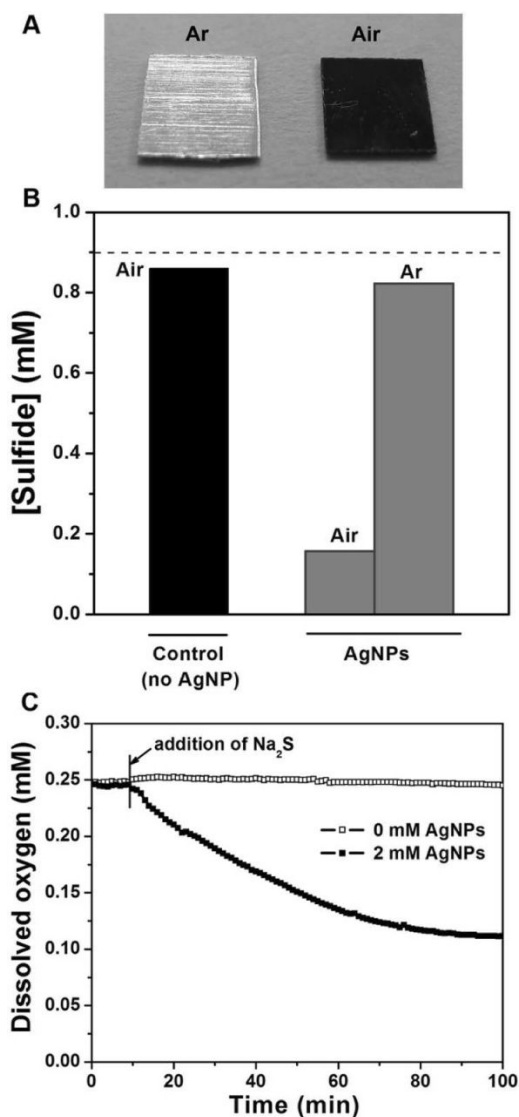 A
Ar Air
B
1.0
Air
Ar
0.8
0.6
[Sulfide] (mM)
0.4
Air
0.2
0.0
Control
(no AgNP)
AgNPs
C
0.30
addition of Na₂S
0.25
0 mM AgNPs
2 mM AgNPs
0.20
Dissolved oxygen (mM)
0.15
0.10
0.05
0.00
0 20 40 60 80 100
Time (min)